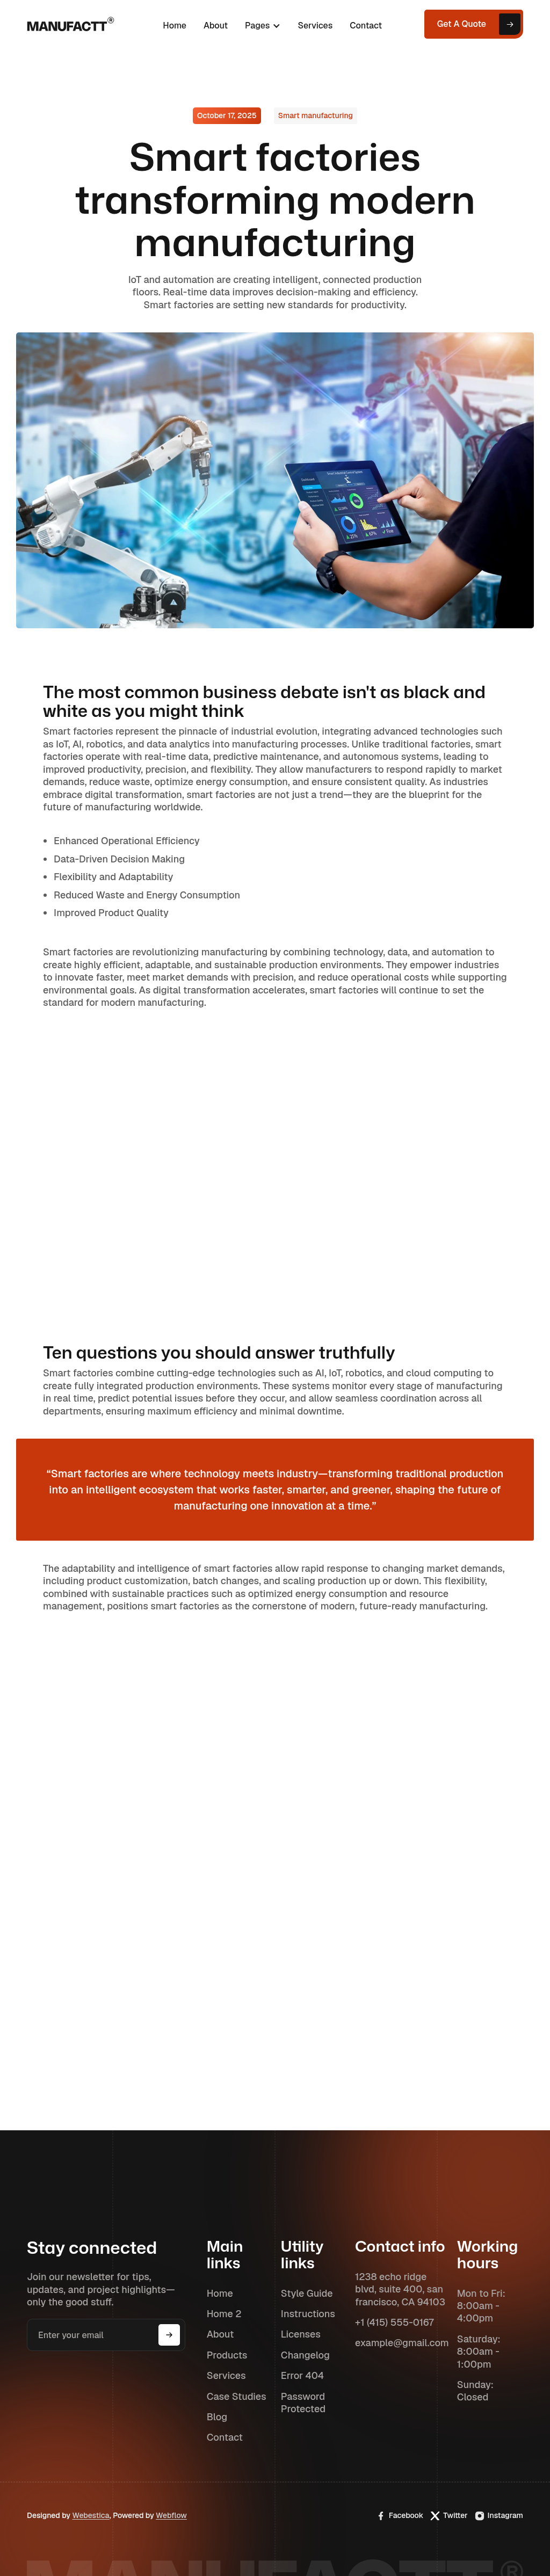 MANUFACTT®
Home
About
Pages
Services
Contact
Get A Quote
October 17, 2025
Smart manufacturing
Smart factories
transforming modern
manufacturing
IoT and automation are creating intelligent, connected production
floors. Real-time data improves decision-making and efficiency.
Smart factories are setting new standards for productivity.
The most common business debate isn't as black and
white as you might think
Smart factories represent the pinnacle of industrial evolution, integrating advanced technologies such
as IoT, AI, robotics, and data analytics into manufacturing processes. Unlike traditional factories, smart
factories operate with real-time data, predictive maintenance, and autonomous systems, leading to
improved productivity, precision, and flexibility. They allow manufacturers to respond rapidly to market
demands, reduce waste, optimize energy consumption, and ensure consistent quality. As industries
embrace digital transformation, smart factories are not just a trend—they are the blueprint for the
future of manufacturing worldwide.
• Enhanced Operational Efficiency
• Data-Driven Decision Making
• Flexibility and Adaptability
• Reduced Waste and Energy Consumption
• Improved Product Quality
Smart factories are revolutionizing manufacturing by combining technology, data, and automation to
create highly efficient, adaptable, and sustainable production environments. They empower industries
to innovate faster, meet market demands with precision, and reduce operational costs while supporting
environmental goals. As digital transformation accelerates, smart factories will continue to set the
standard for modern manufacturing.
Ten questions you should answer truthfully
Smart factories combine cutting-edge technologies such as AI, IoT, robotics, and cloud computing to
create fully integrated production environments. These systems monitor every stage of manufacturing
in real time, predict potential issues before they occur, and allow seamless coordination across all
departments, ensuring maximum efficiency and minimal downtime.
“Smart factories are where technology meets industry—transforming traditional production
into an intelligent ecosystem that works faster, smarter, and greener, shaping the future of
manufacturing one innovation at a time.”
The adaptability and intelligence of smart factories allow rapid response to changing market demands,
including product customization, batch changes, and scaling production up or down. This flexibility,
combined with sustainable practices such as optimized energy consumption and resource
management, positions smart factories as the cornerstone of modern, future-ready manufacturing.
Stay connected
Join our newsletter for tips,
updates, and project highlights—
only the good stuff.
Enter your email
Main
links
Home
Home 2
About
Products
Services
Case Studies
Blog
Contact
Utility
links
Style Guide
Instructions
Licenses
Changelog
Error 404
Password
Protected
Contact info
1238 echo ridge
blvd, suite 400, san
francisco, CA 94103
+1 (415) 555-0167
example@gmail.com
Working
hours
Mon to Fri:
8:00am -
4:00pm
Saturday:
8:00am -
1:00pm
Sunday:
Closed
Designed by Webestica, Powered by Webflow
Facebook
Twitter
Instagram
MANUFACTT®